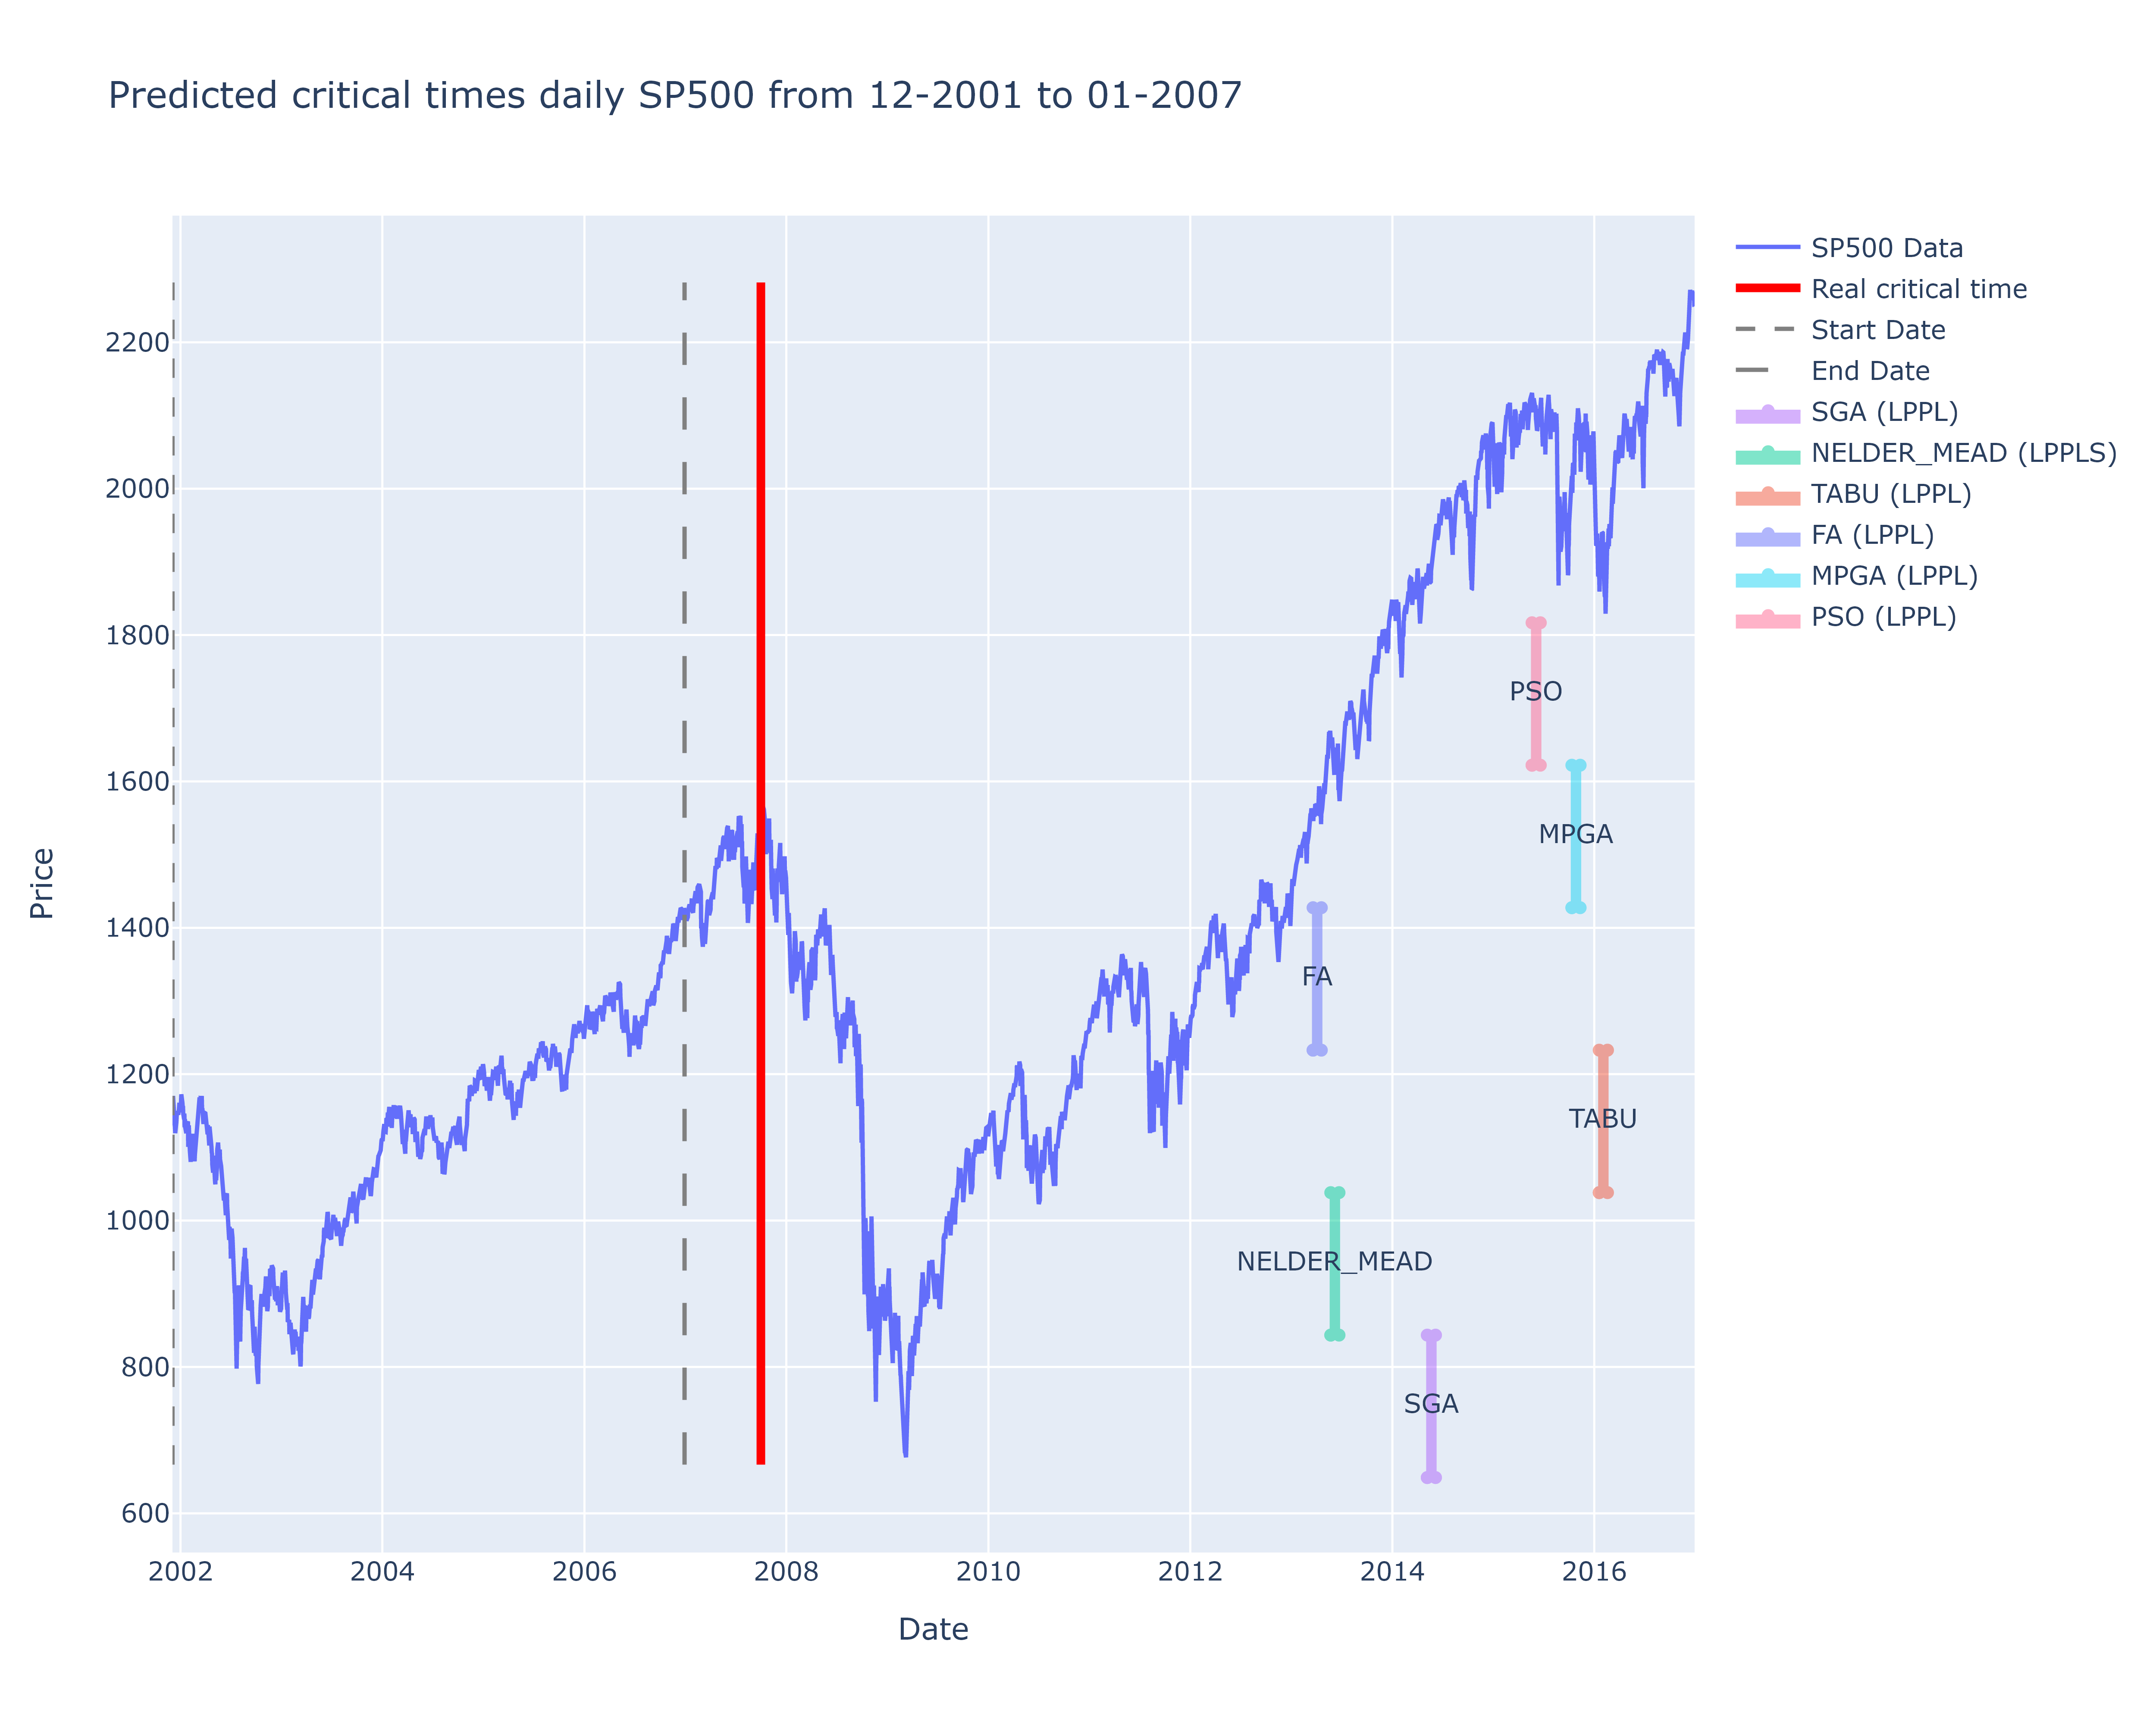 Predicted critical times daily SP500 from 12-2001 to 01-2007
SP500 Data
Real critical time
Start Date
End Date
SGA (LPPL)
NELDER_MEAD (LPPLS)
TABU (LPPL)
FA (LPPL)
MPGA (LPPL)
PSO (LPPL)
2200
2000
1800
1600
1400
1200
1000
800
600
Price
PSO
MPGA
FA
TABU
NELDER_MEAD
SGA
2002
2004
2006
2008
2010
2012
2014
2016
Date